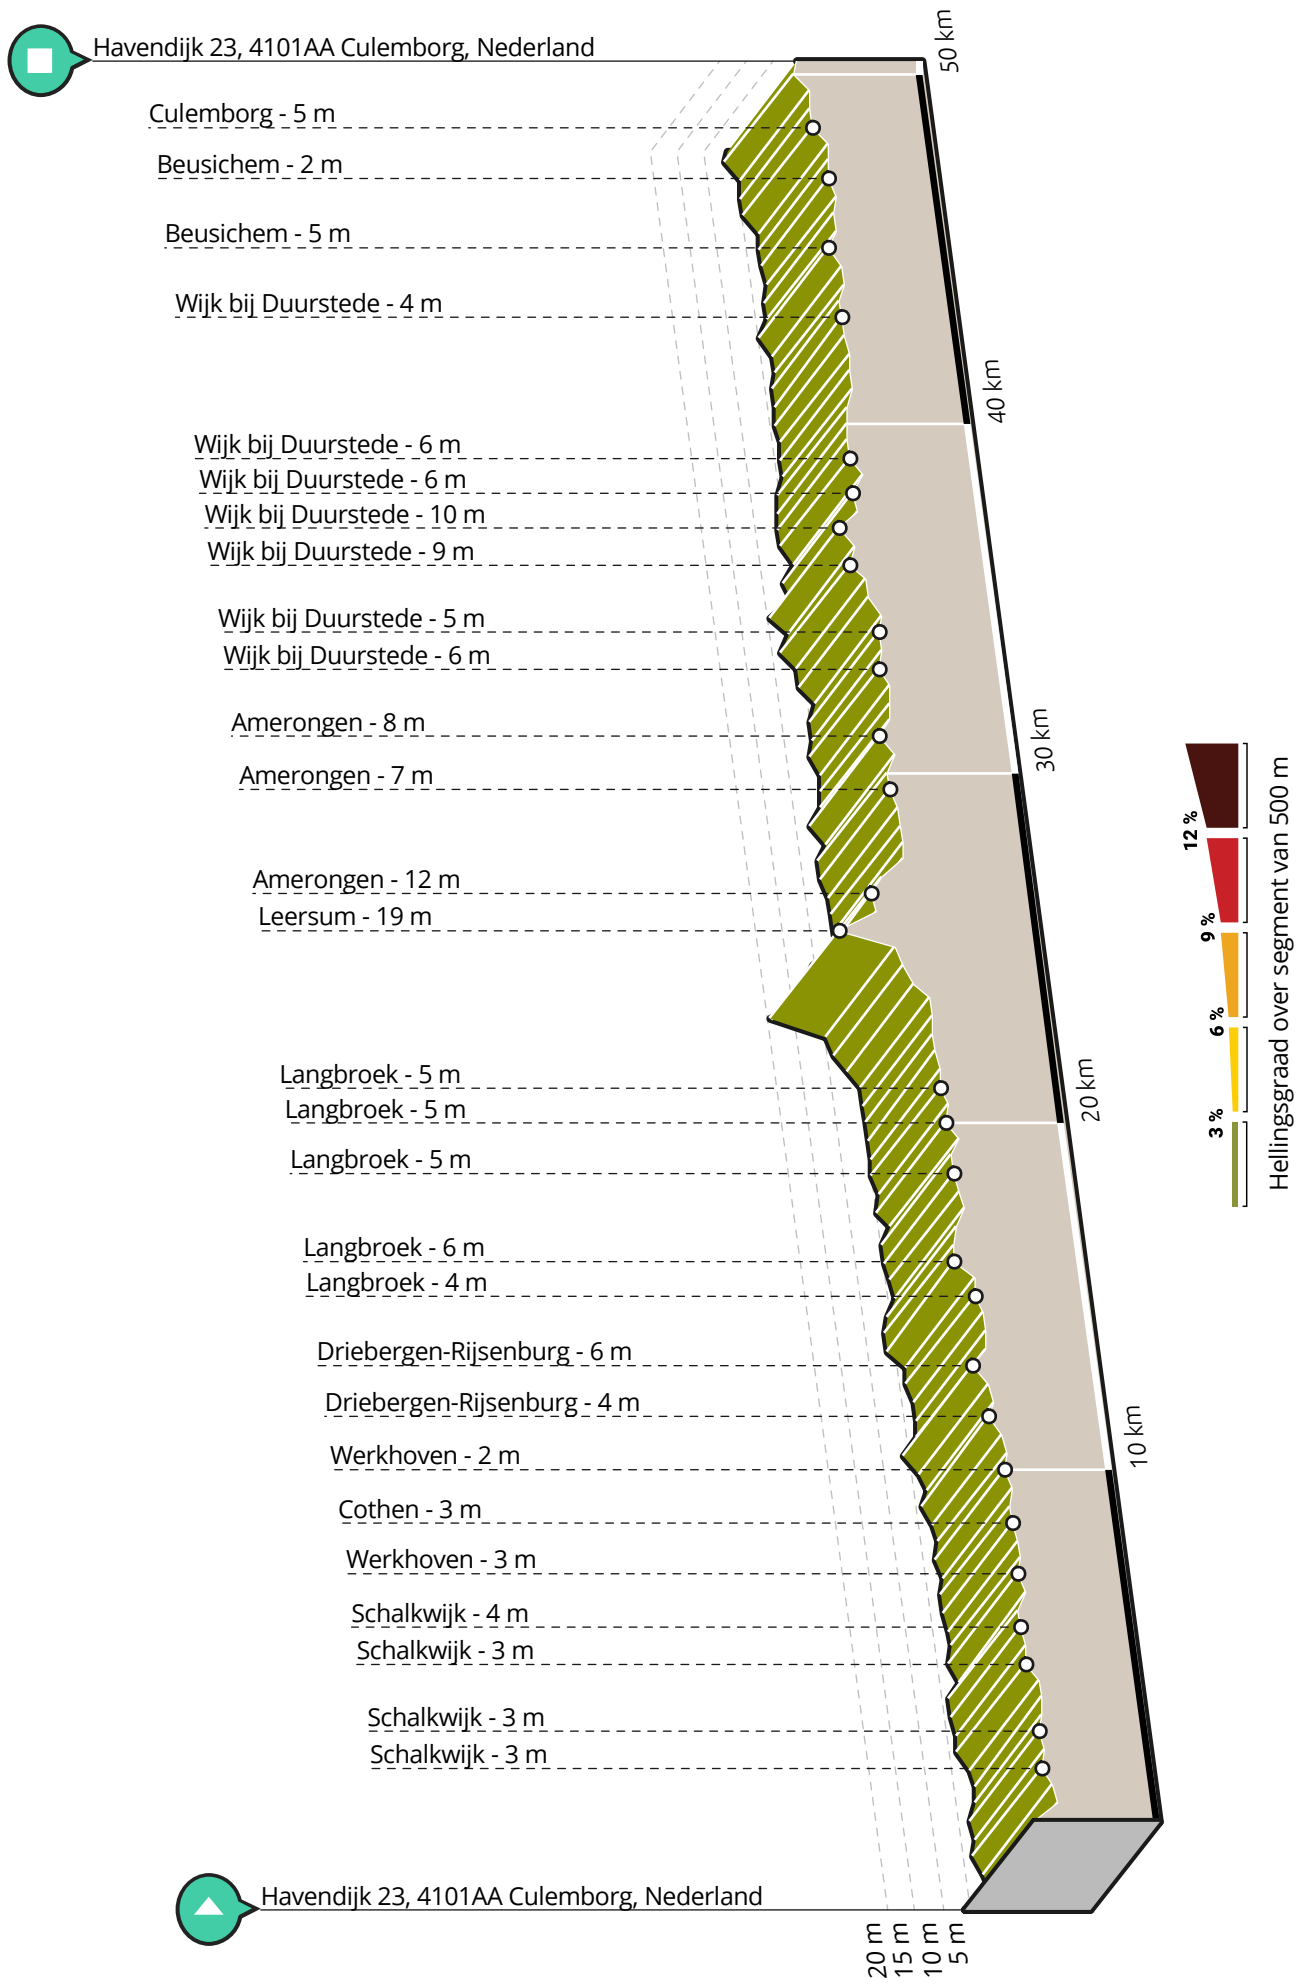 Havendijk 23, 4101AA Culemborg, Nederland
50 km
Culemborg - 5 m
Beusichem - 2 m
Beusichem - 5 m
Wijk bij Duurstede - 4 m
40 km
Wijk bij Duurstede - 6 m
Wijk bij Duurstede - 6 m
Wijk bij Duurstede - 10 m
Wijk bij Duurstede - 9 m
Wijk bij Duurstede - 5 m
Wijk bij Duurstede - 6 m
30 km
Amerongen - 8 m
Amerongen - 7 m
Amerongen - 12 m
Leersum - 19 m
Langbroek - 5 m
20 km
Langbroek - 5 m
Langbroek - 5 m
Langbroek - 6 m
Langbroek - 4 m
Driebergen-Rijsenburg - 6 m
Driebergen-Rijsenburg - 4 m
10 km
Werkhoven - 2 m
Cothen - 3 m
Werkhoven - 3 m
Schalkwijk - 4 m
Schalkwijk - 3 m
Schalkwijk - 3 m
Schalkwijk - 3 m
Havendijk 23, 4101AA Culemborg, Nederland
20 m
15 m
10 m
5 m
12 %
9 %
6 %
3 %
Hellingsgraad over segment van 500 m